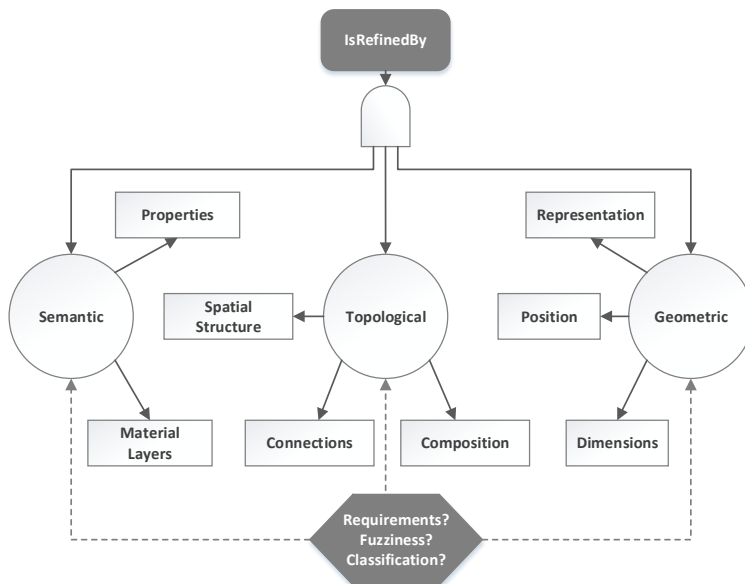 IsRefinedBy
Properties
Representation
Semantic
Spatial
Structure
Topological
Position
Geometric
Material
Layers
Connections
Composition
Dimensions
Requirements?
Fuzziness?
Classification?